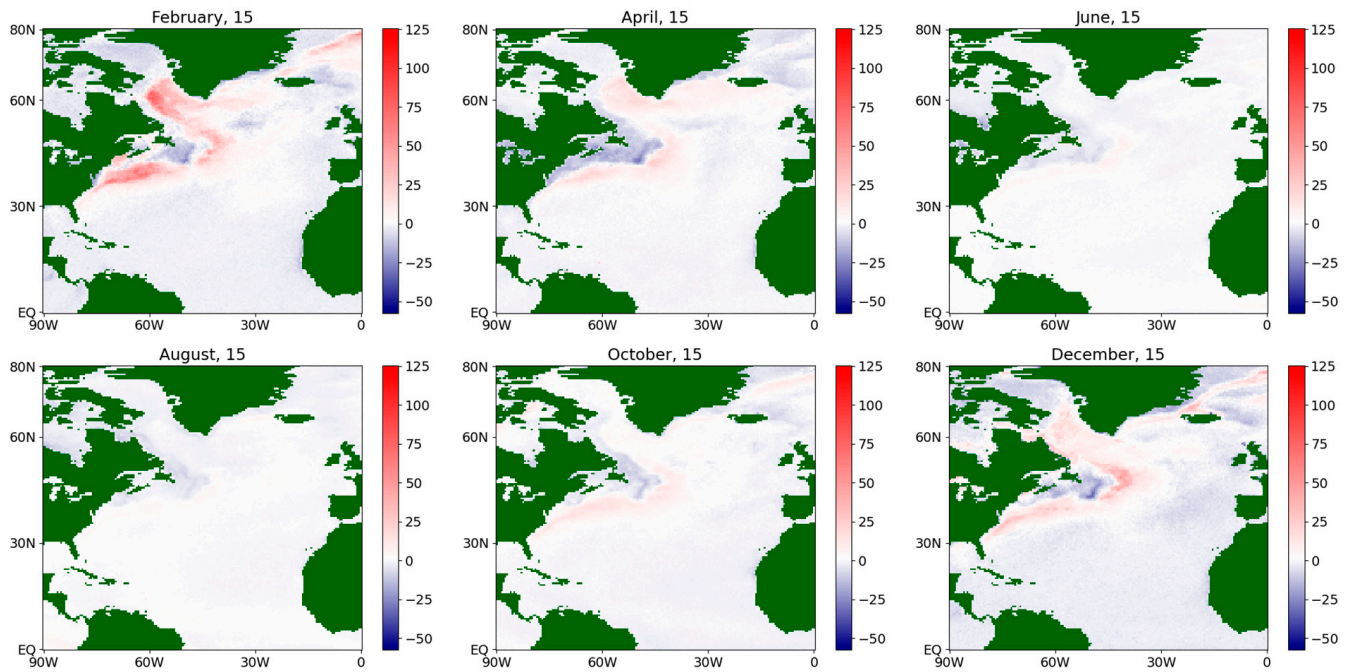 February, 15
80N
60N
30N
EQ
90W 60W 30W 0
125
100
75
50
25
0
−25
−50
April, 15
80N
60N
30N
EQ
90W 60W 30W 0
125
100
75
50
25
0
−25
−50
June, 15
80N
60N
30N
EQ
90W 60W 30W 0
125
100
75
50
25
0
−25
−50
August, 15
80N
60N
30N
EQ
90W 60W 30W 0
125
100
75
50
25
0
−25
−50
October, 15
80N
60N
30N
EQ
90W 60W 30W 0
125
100
75
50
25
0
−25
−50
December, 15
80N
60N
30N
EQ
90W 60W 30W 0
125
100
75
50
25
0
−25
−50